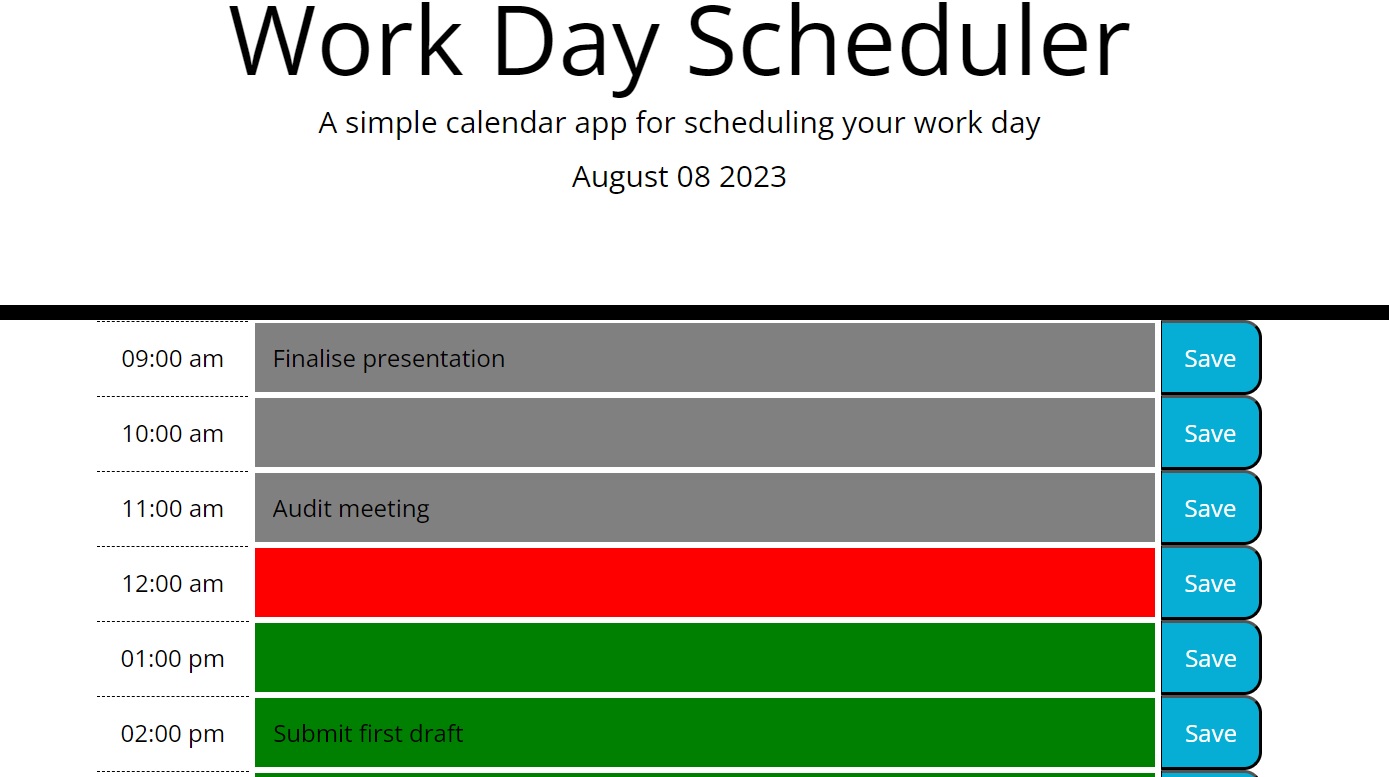 Work Day Scheduler
A simple calendar app for scheduling your work day
August 08 2023
09:00 am Finalise presentation Save
10:00 am Save
11:00 am Audit meeting Save
12:00 am Save
01:00 pm Save
02:00 pm Submit first draft Save